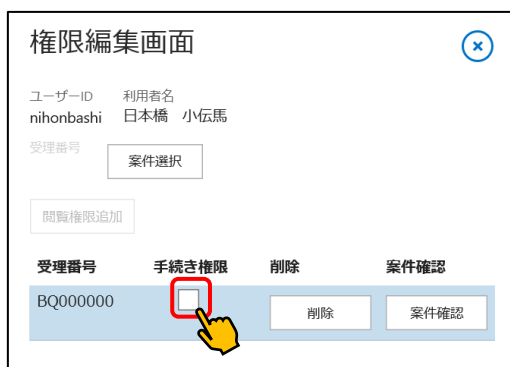 権限編集画面
ユーザーID 利用者名
nihonbashi 日本橋 小伝馬
受理番号
案件選択
閲覧権限追加
受理番号 手続き権限 削除 案件確認
BQ000000 削除 案件確認